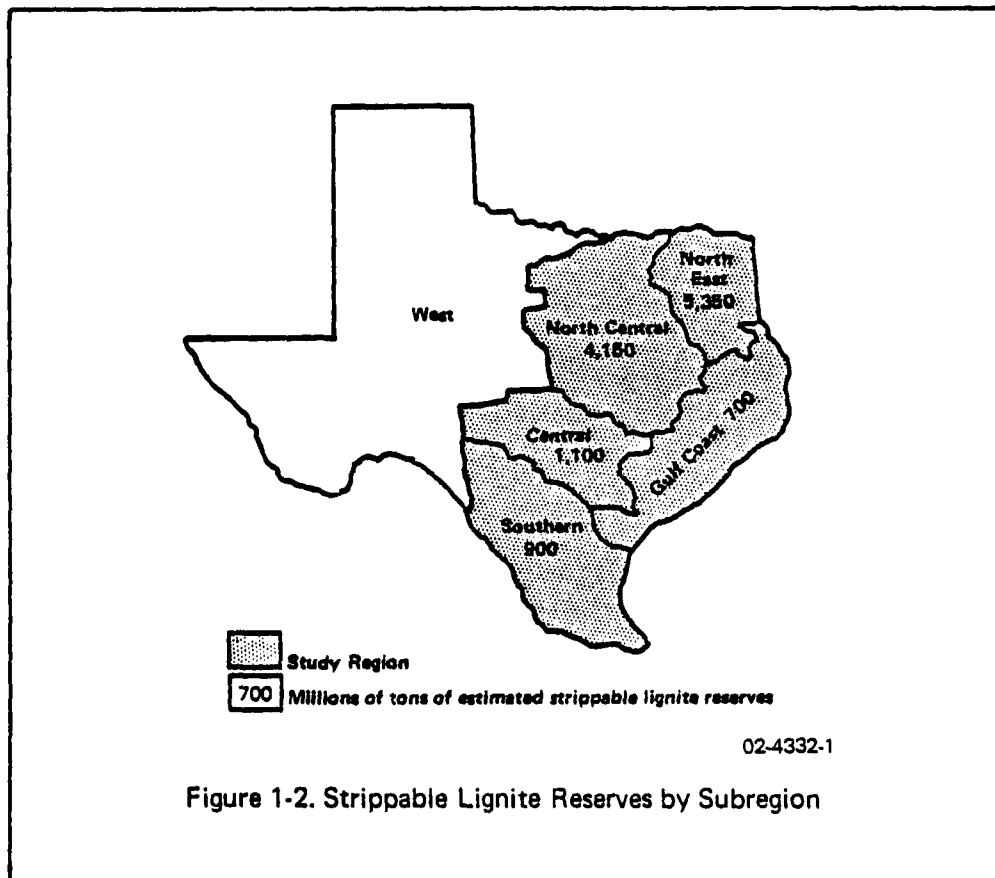 West
North
East
5,350
North Central
4,150
Central
1,100
Gulf Coast 700
Southern
900
Study Region
700 Millions of tons of estimated strippable lignite reserves
02-4332-1
Figure 1-2. Strippable Lignite Reserves by Subregion